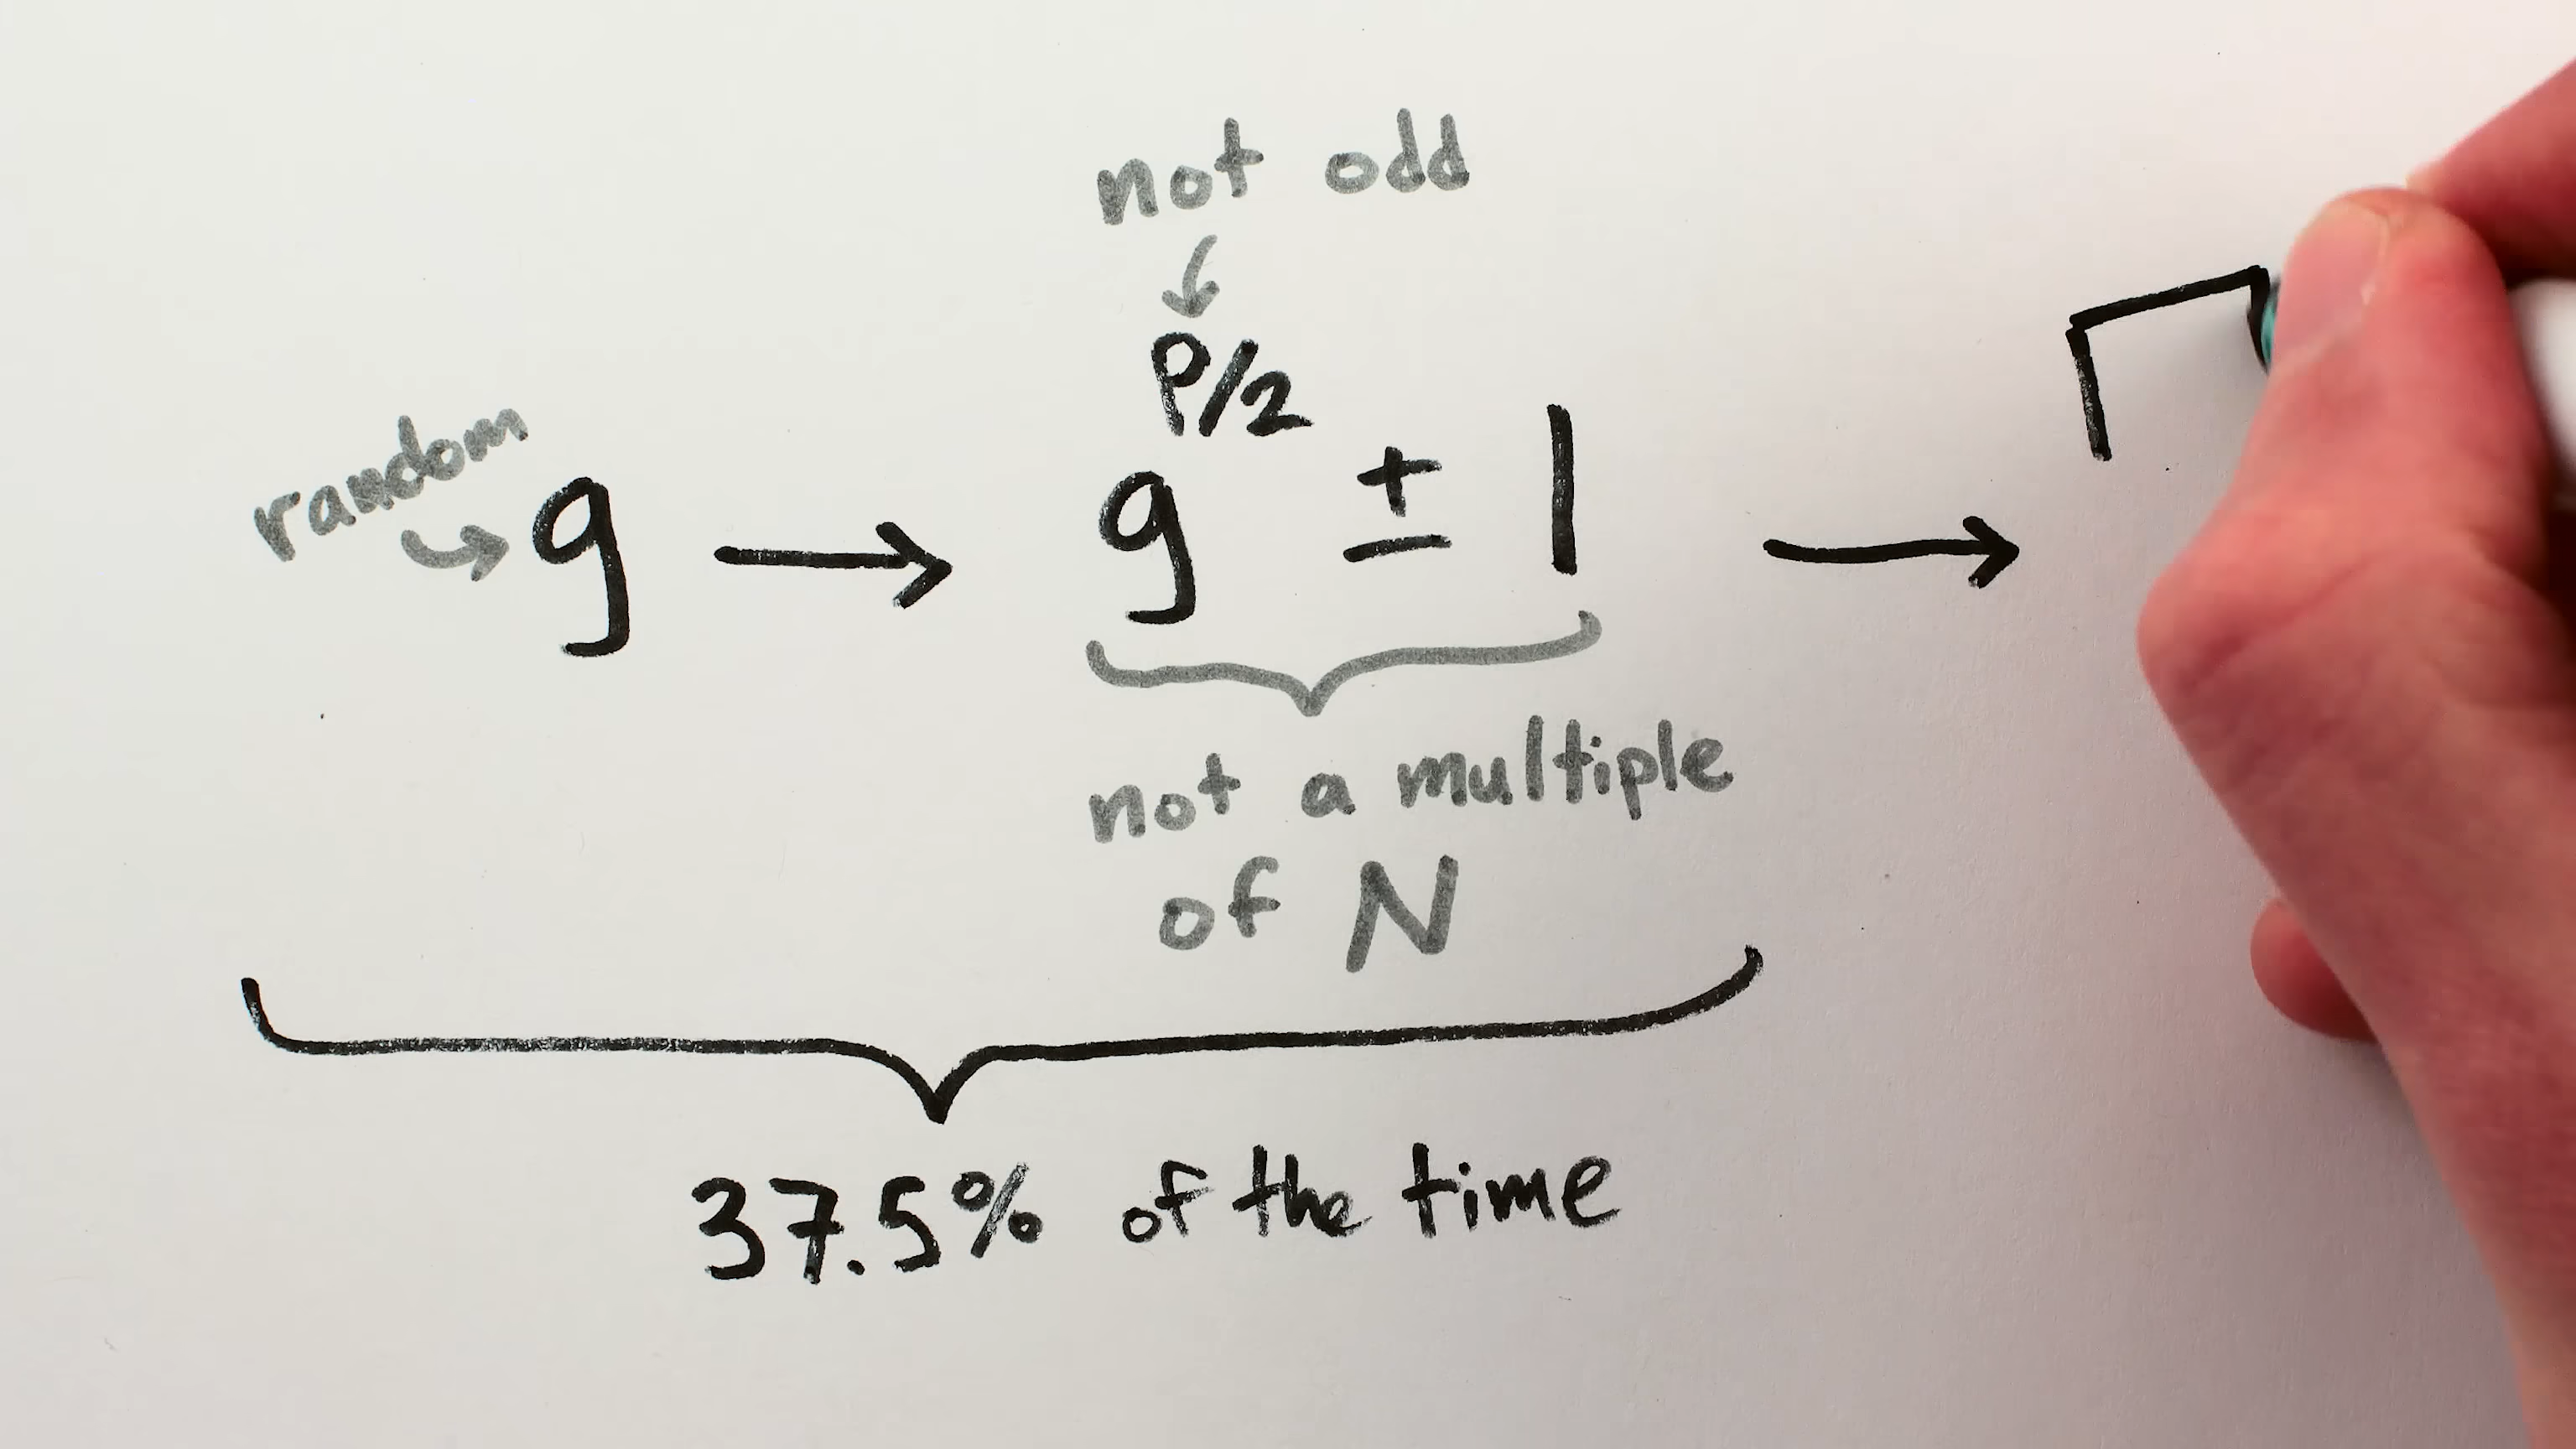 not odd
random
g → g^(p/2) ± 1 →
not a multiple
of N
37.5% of the time